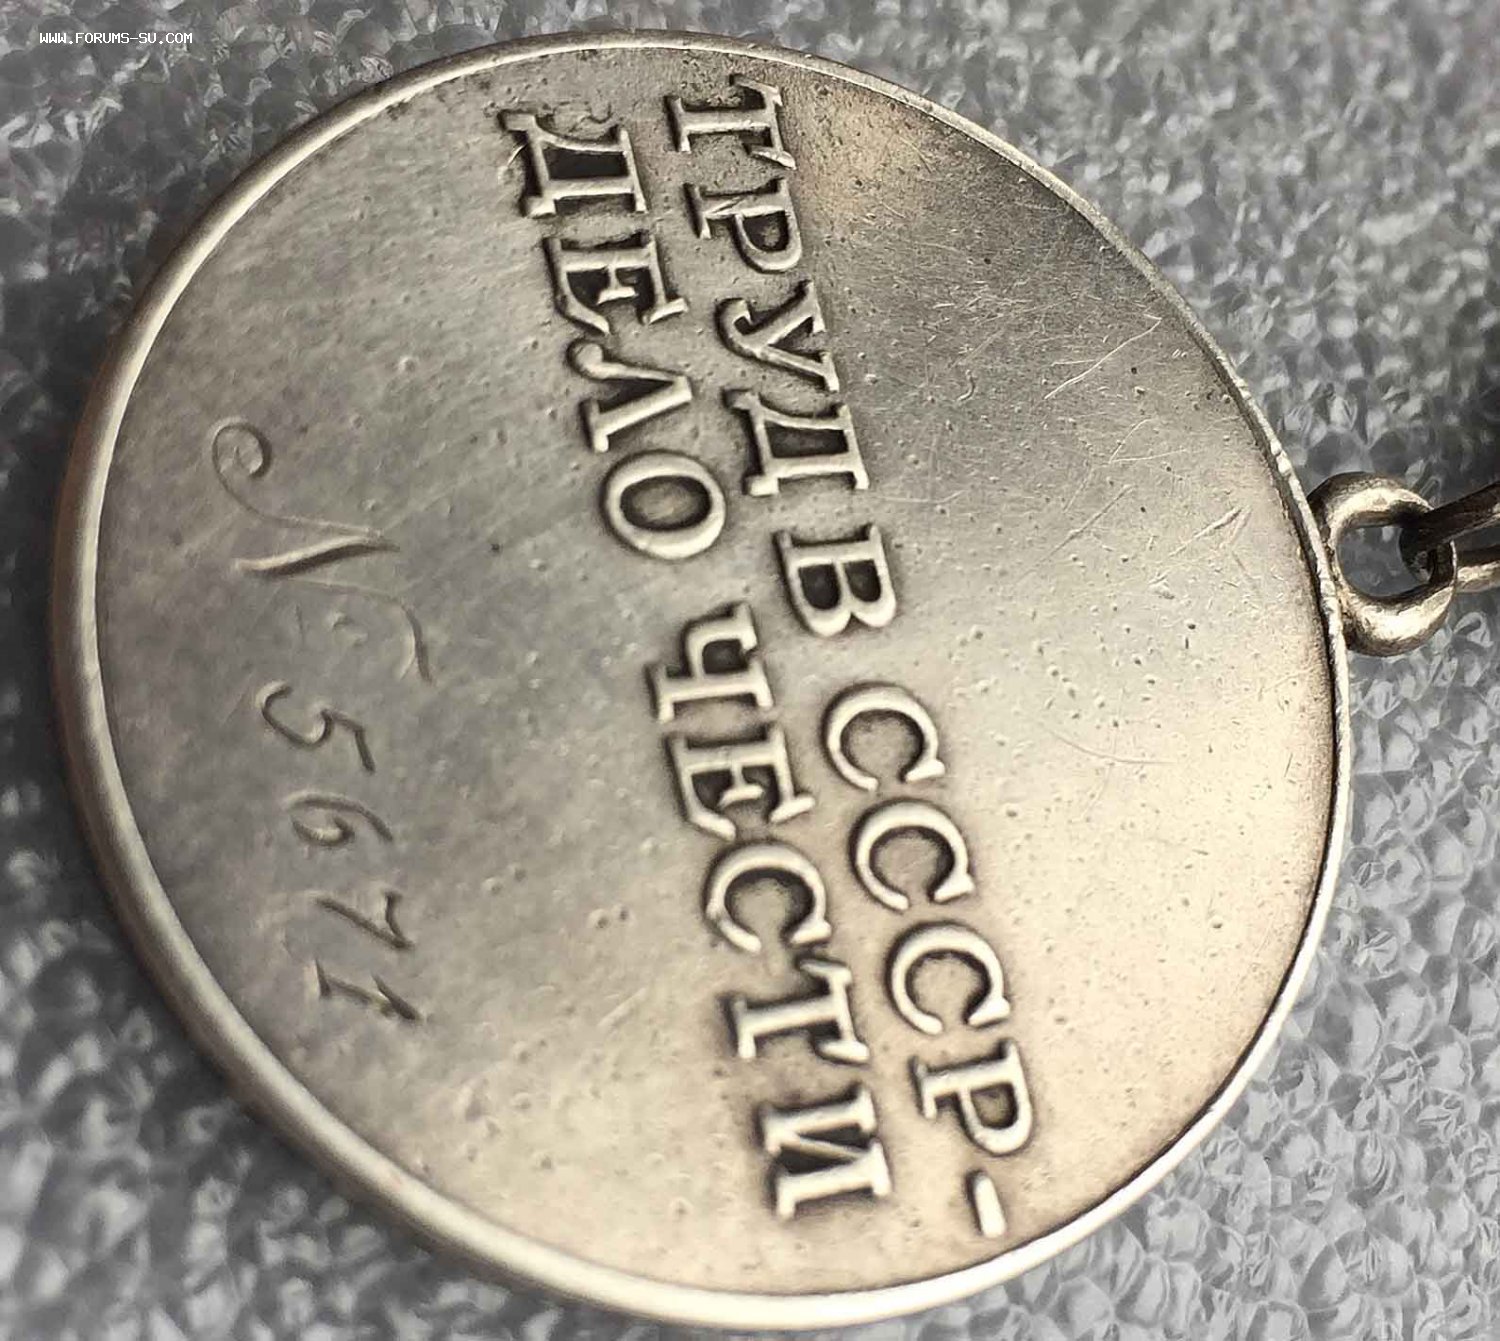 WWW.FORUMS-SU.COM
ТРУД В СССР-
ДЕЛО ЧЕСТИ
№ 5671